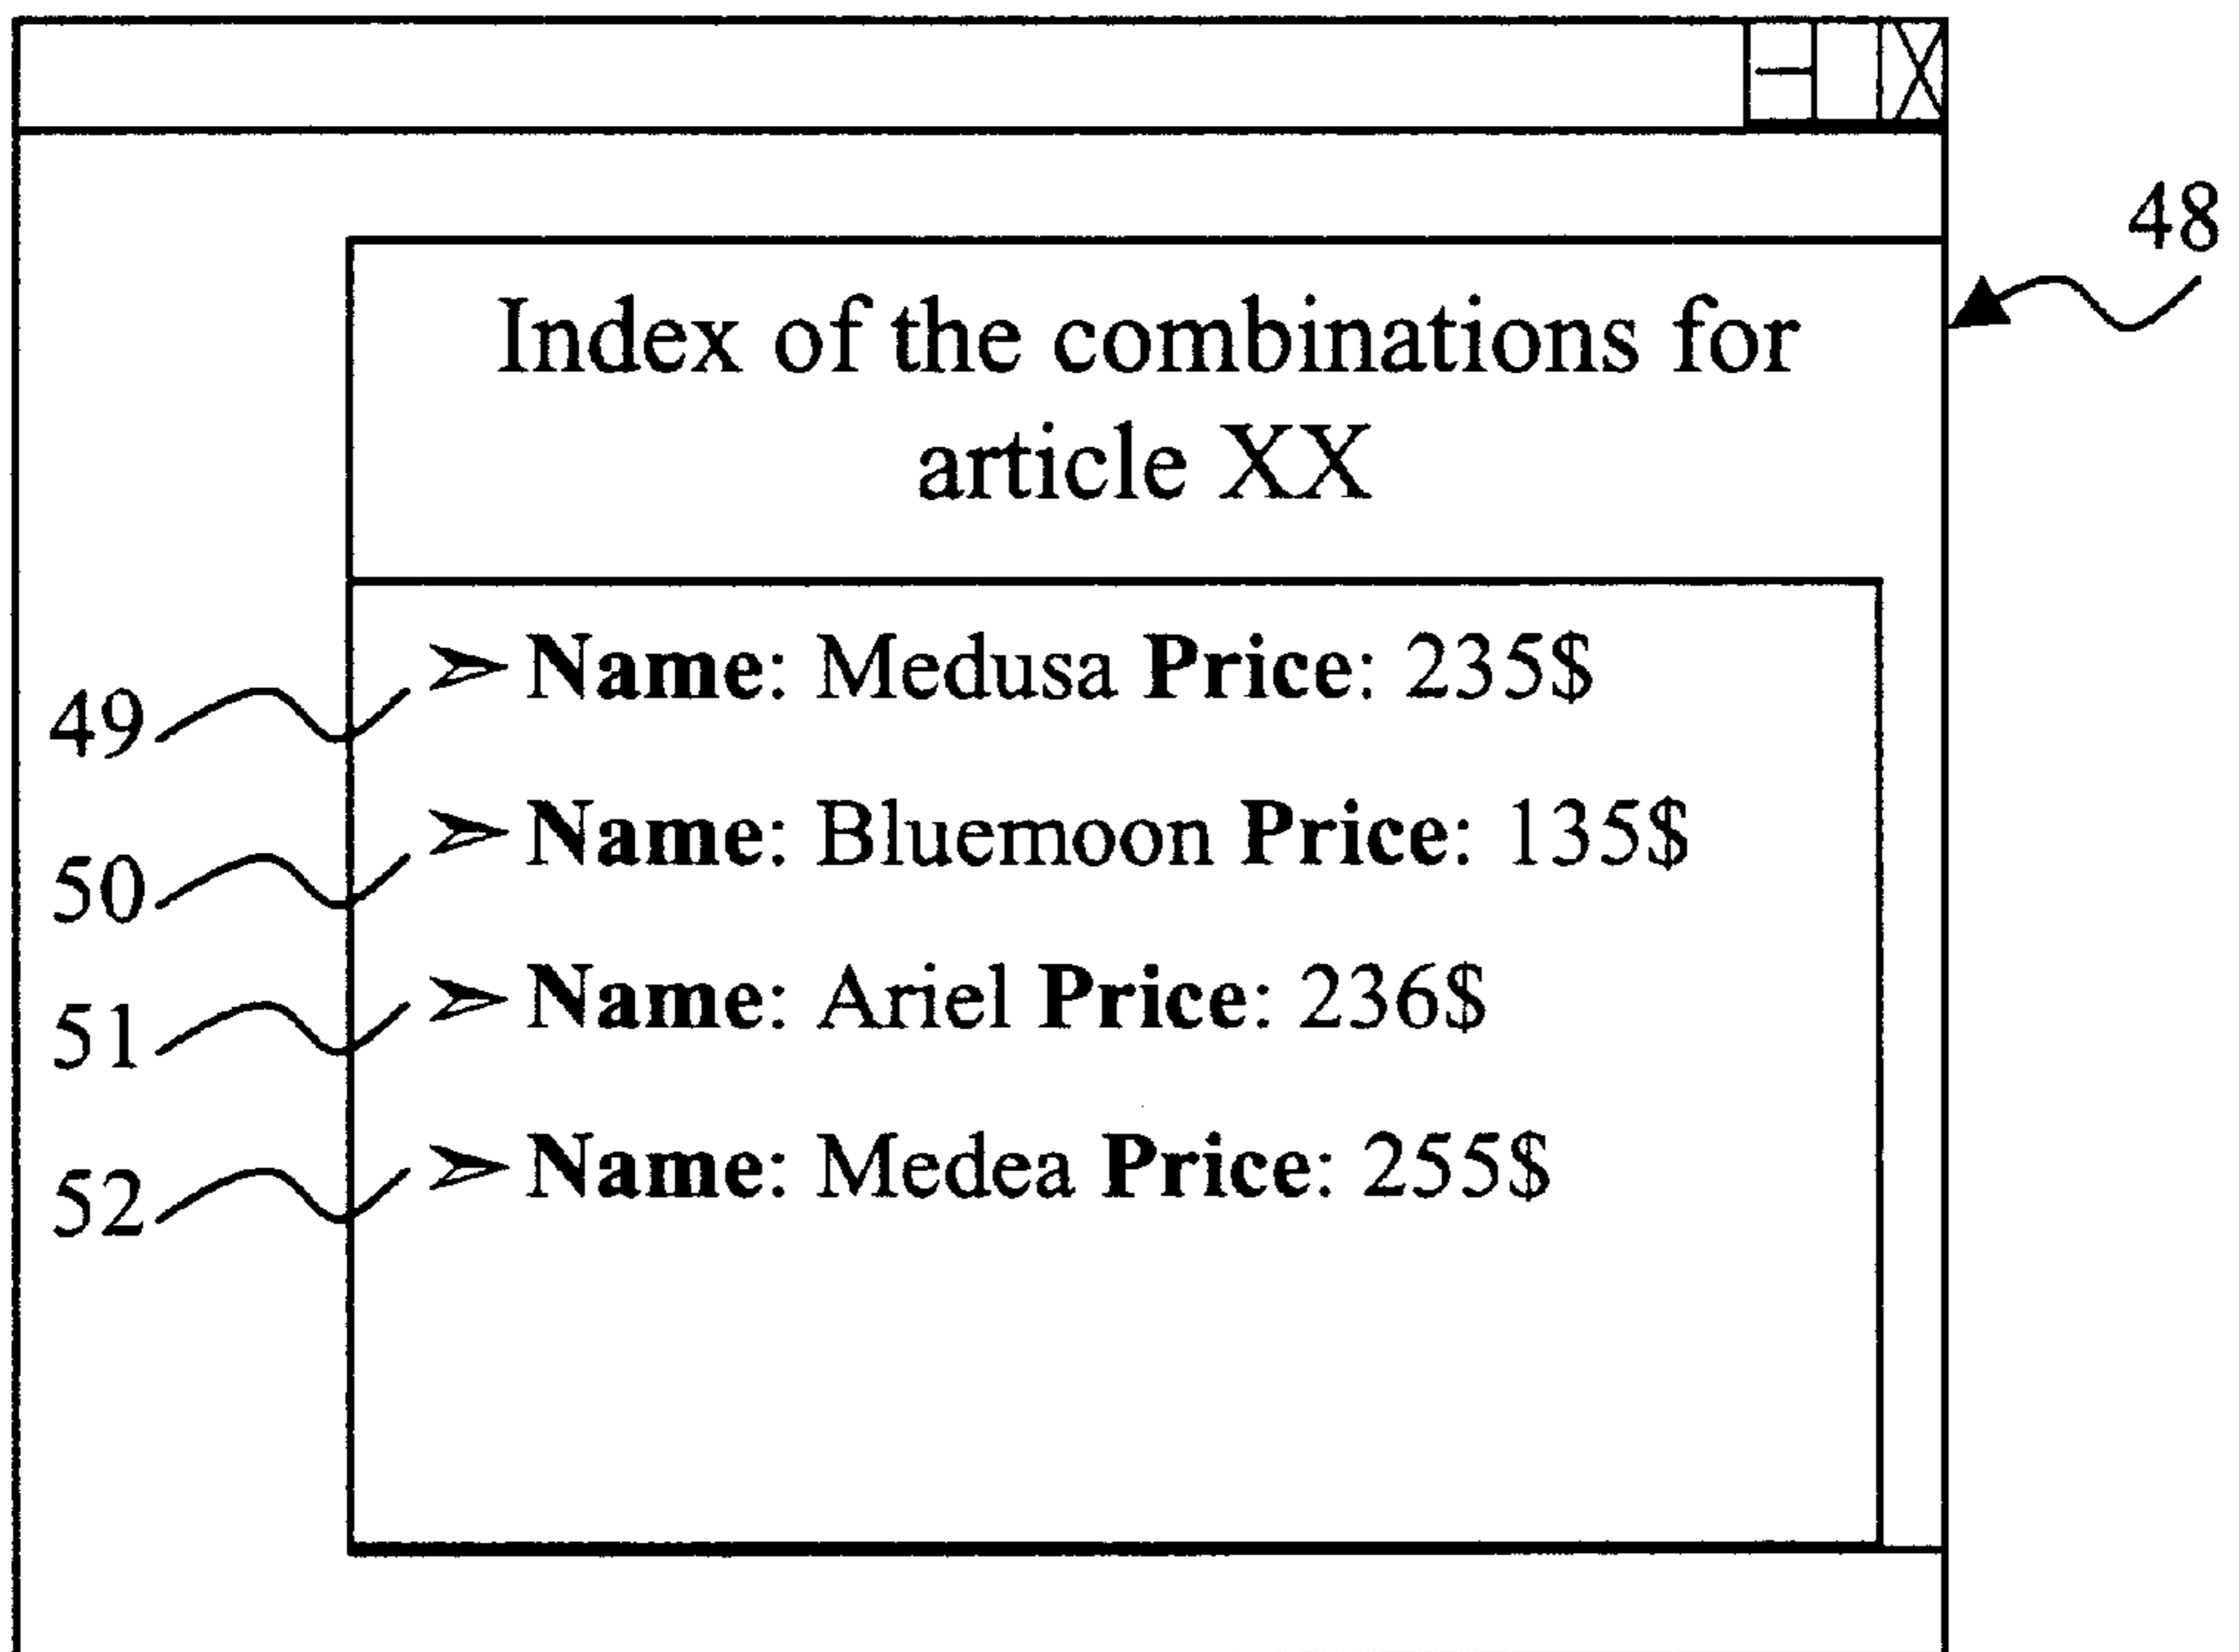 48
Index of the combinations for
article XX
➢ Name: Medusa Price: 235$
49
➢ Name: Bluemoon Price: 135$
50
➢ Name: Ariel Price: 236$
51
➢ Name: Medea Price: 255$
52